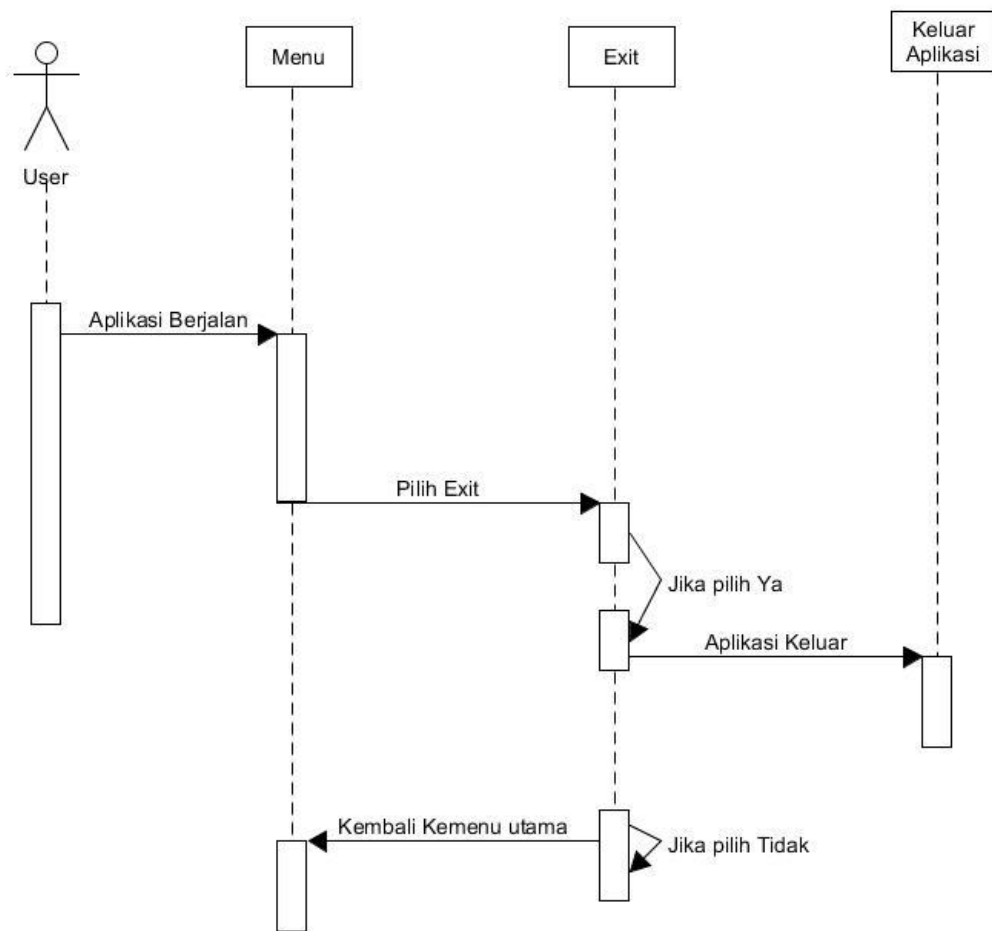 Menu
Exit
Keluar
Aplikasi
User
Aplikasi Berjalan
Pilih Exit
Jika pilih Ya
Aplikasi Keluar
Kembali Kemenu utama
Jika pilih Tidak